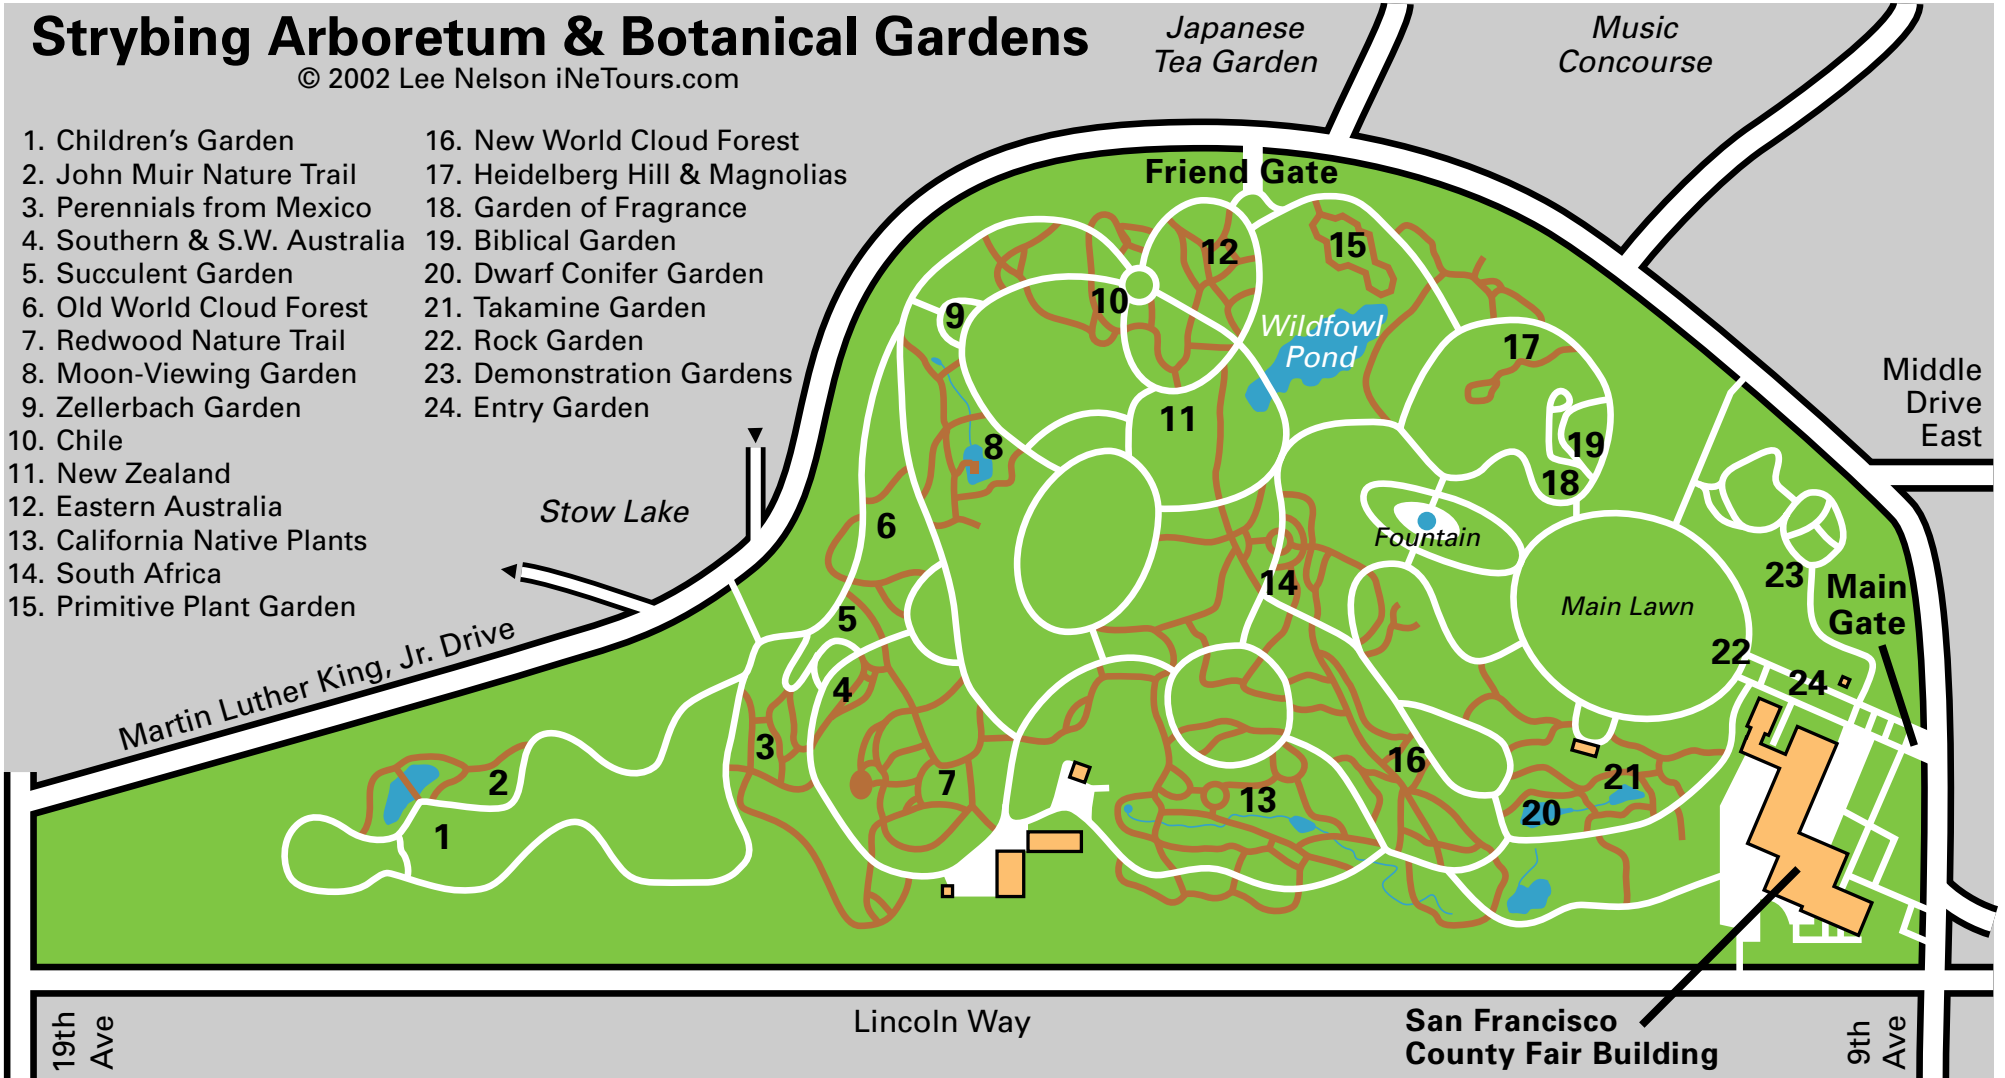 Strybing Arboretum & Botanical Gardens
© 2002 Lee Nelson iNeTours.com
Japanese
Tea Garden
Music
Concourse
1. Children’s Garden
2. John Muir Nature Trail
3. Perennials from Mexico
4. Southern & S.W. Australia
5. Succulent Garden
6. Old World Cloud Forest
7. Redwood Nature Trail
8. Moon-Viewing Garden
9. Zellerbach Garden
10. Chile
11. New Zealand
12. Eastern Australia
13. California Native Plants
14. South Africa
15. Primitive Plant Garden
16. New World Cloud Forest
17. Heidelberg Hill & Magnolias
18. Garden of Fragrance
19. Biblical Garden
20. Dwarf Conifer Garden
21. Takamine Garden
22. Rock Garden
23. Demonstration Gardens
24. Entry Garden
Friend Gate
12
15
10
9
Wildfowl
Pond
17
Middle
Drive
East
11
8
19
18
Stow Lake
6
Fountain
14
23
Main
Gate
5
Main Lawn
Martin Luther King, Jr. Drive
22
4
24
3
16
2
7
13
21
20
1
19th
Ave
Lincoln Way
San Francisco
County Fair Building
9th
Ave